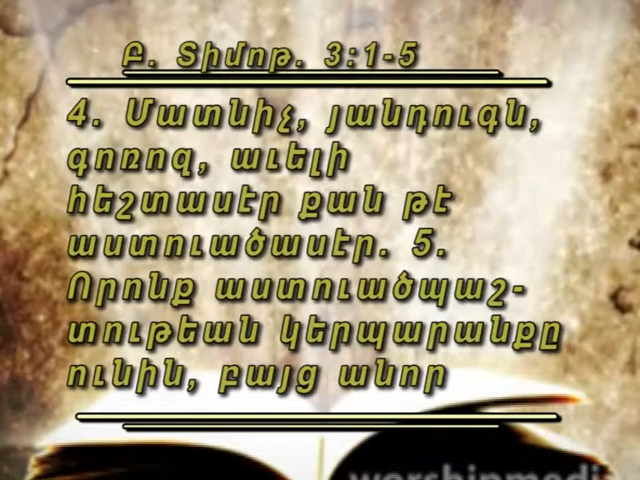 Բ. Տիմոթ. 3:1-5
4. Մատնիչ, յանդուգն,
գոռոզ, աւելի
հեշտասէր քան թէ
աստուածասէր. 5.
Որոնք աստուածպաշ-
տութեան կերպարանքը
ունին, բայց անոր